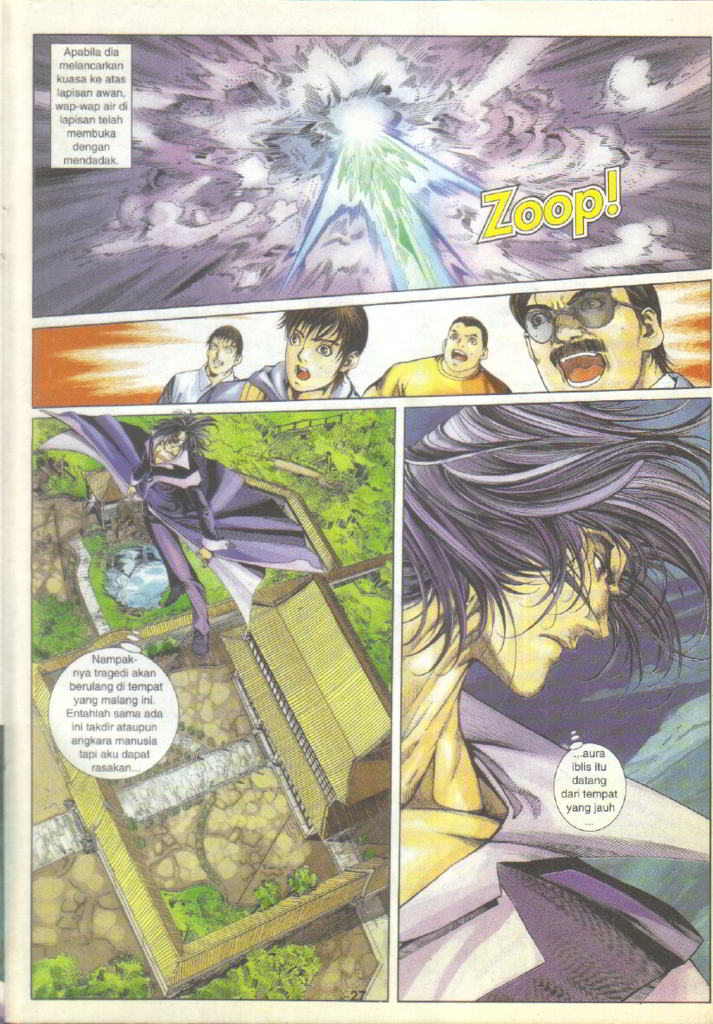 Apabila dia
melancarkan
kuasa ke atas
lapisan awan,
wap-wap air di
lapisan telah
membuka
dengan
mendadak.
Zoop!
Nampak-
nya tragedi akan
berulang di tempat
yang malang ini.
Entahlah sama ada
ini takdir ataupun
angkara manusia
tapi aku dapat
rasakan...
...aura
iblis itu
datang
dari tempat
yang jauh
...
27